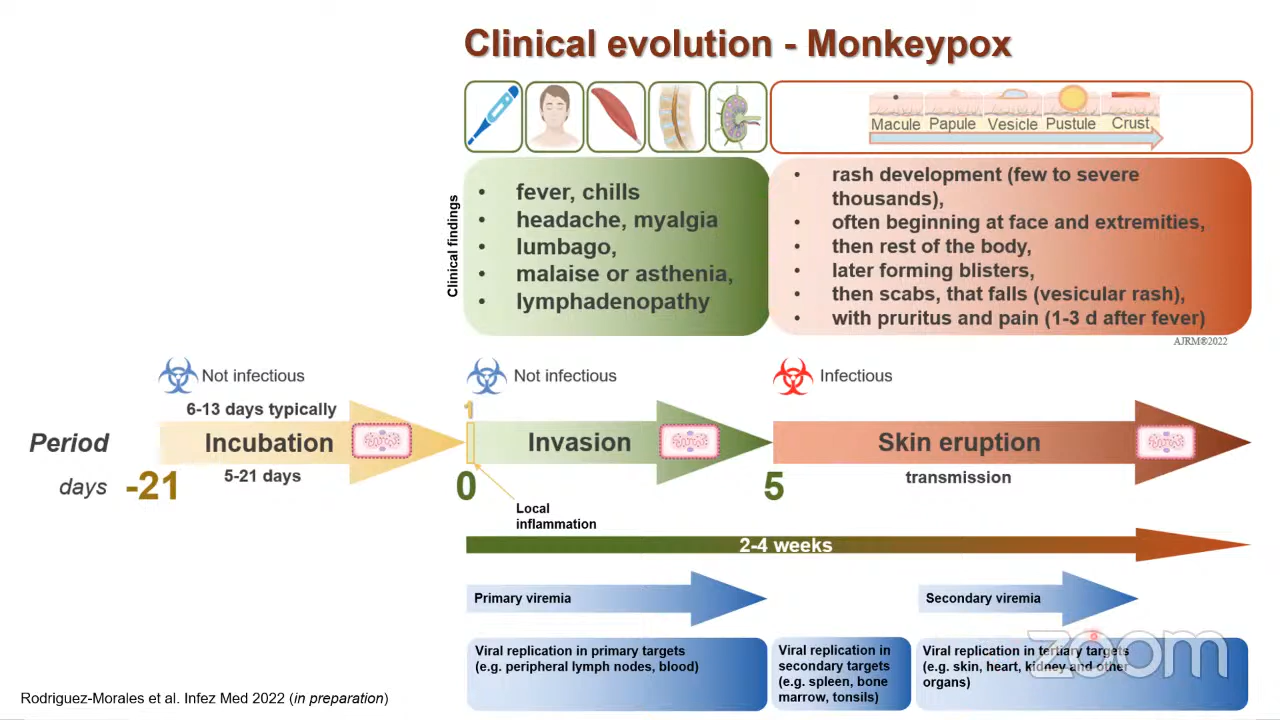 Clinical evolution - Monkeypox
Macule Papule Vesicle Pustule Crust
Clinical findings
• fever, chills
• headache, myalgia
• lumbago,
• malaise or asthenia,
• lymphadenopathy
• rash development (few to severe
thousands),
• often beginning at face and extremities,
• then rest of the body,
• later forming blisters,
• then scabs, that falls (vesicular rash),
• with pruritus and pain (1-3 d after fever)
AJRM®2022
Not infectious
Not infectious
Infectious
6-13 days typically
1
Period
Incubation
Invasion
Skin eruption
days
-21
5-21 days
0
5
transmission
Local
inflammation
2-4 weeks
Primary viremia
Secondary viremia
Viral replication in primary targets
(e.g. peripheral lymph nodes, blood)
Viral replication in
secondary targets
(e.g. spleen, bone
marrow, tonsils)
Viral replication in tertiary targets
(e.g. skin, heart, kidney and other
organs)
zoom
Rodriguez-Morales et al. Infez Med 2022 (in preparation)